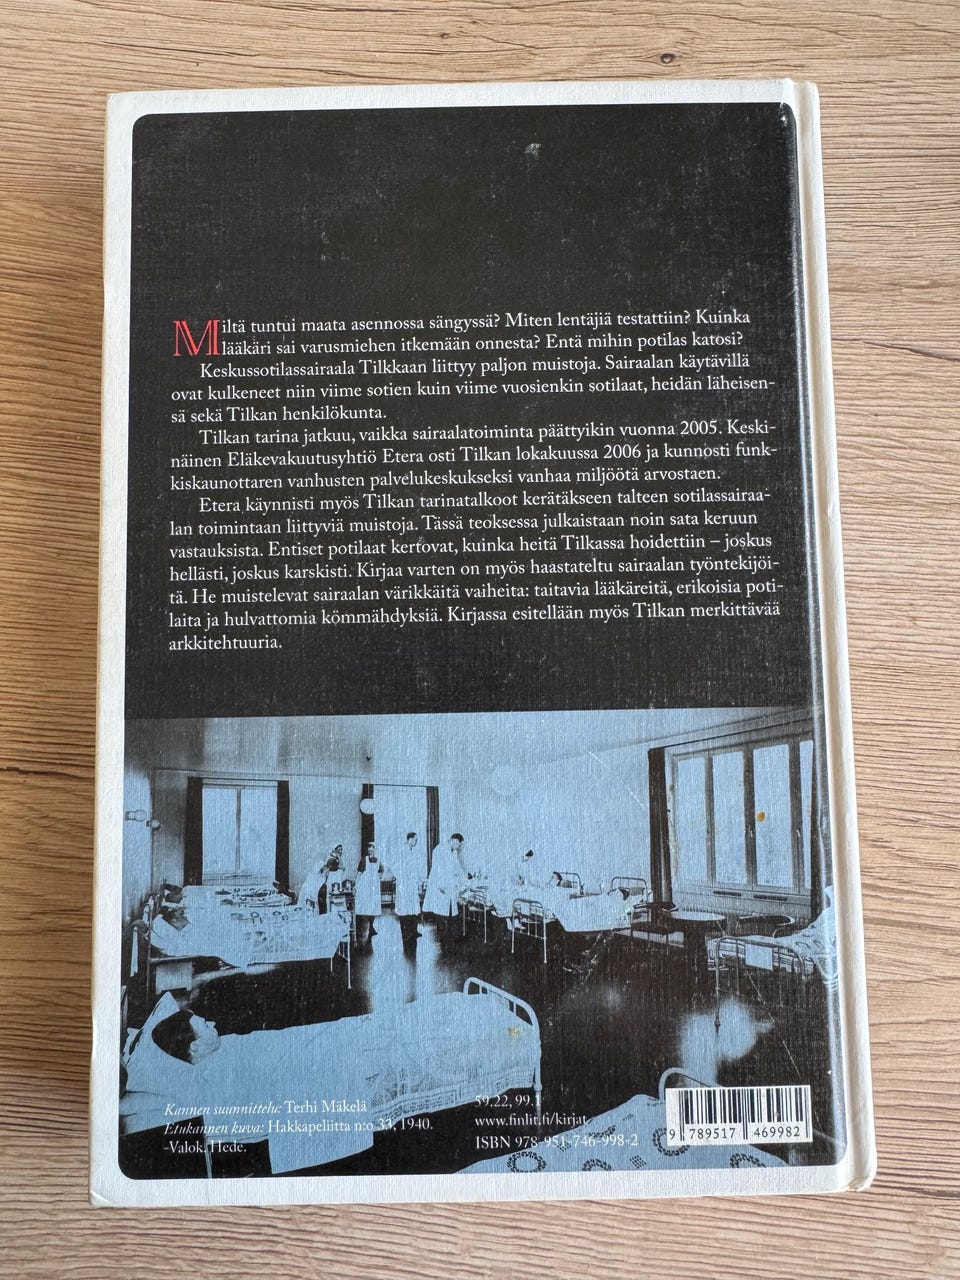 Miltä tuntui maata asennossa sängyssä? Miten lentäjiä testattiin? Kuinka
lääkäri sai varusmiehen itkemään onnesta? Entä mihin potilas katosi?
Keskussotilassairaala Tilkkaan liittyy paljon muistoja. Sairaalan käytävillä
ovat kulkeneet niin viime sotien kuin viime vuosienkin sotilaat, heidän läheisen-
sä sekä Tilkan henkilökunta.
Tilkan tarina jatkuu, vaikka sairaalatoiminta päättyikin vuonna 2005. Keski-
näinen Eläkevakuutusyhtiö Etera osti Tilkan lokakuussa 2006 ja kunnosti funk-
kiskaunottaren vanhusten palvelukeskukseksi vanhaa miljöötä arvostaen.
Etera käynnisti myös Tilkan tarinatalkoot kerätäkseen talteen sotilassairaa-
lan toimintaan liittyviä muistoja. Tässä teoksessa julkaistaan noin sata keruun
vastauksista. Entiset potilaat kertovat, kuinka heitä Tilkassa hoidettiin – joskus
hellästi, joskus karskisti. Kirjaa varten on myös haastateltu sairaalan työntekijöi-
tä. He muistelevat sairaalan värikkäitä vaiheita: taitavia lääkäreitä, erikoisia poti-
laita ja hulvattomia kömmähdyksiä. Kirjassa esitellään myös Tilkan merkittävää
arkkitehtuuria.
Kannen suunnittelu: Terhi Mäkelä
Etukannen kuva: Hakkapeliitta n:o 33, 1940.
-Valok. Hede.
59.22, 99.1
www.finlit.fi/kirjat
ISBN 978-951-746-998-2
9 789517 469982